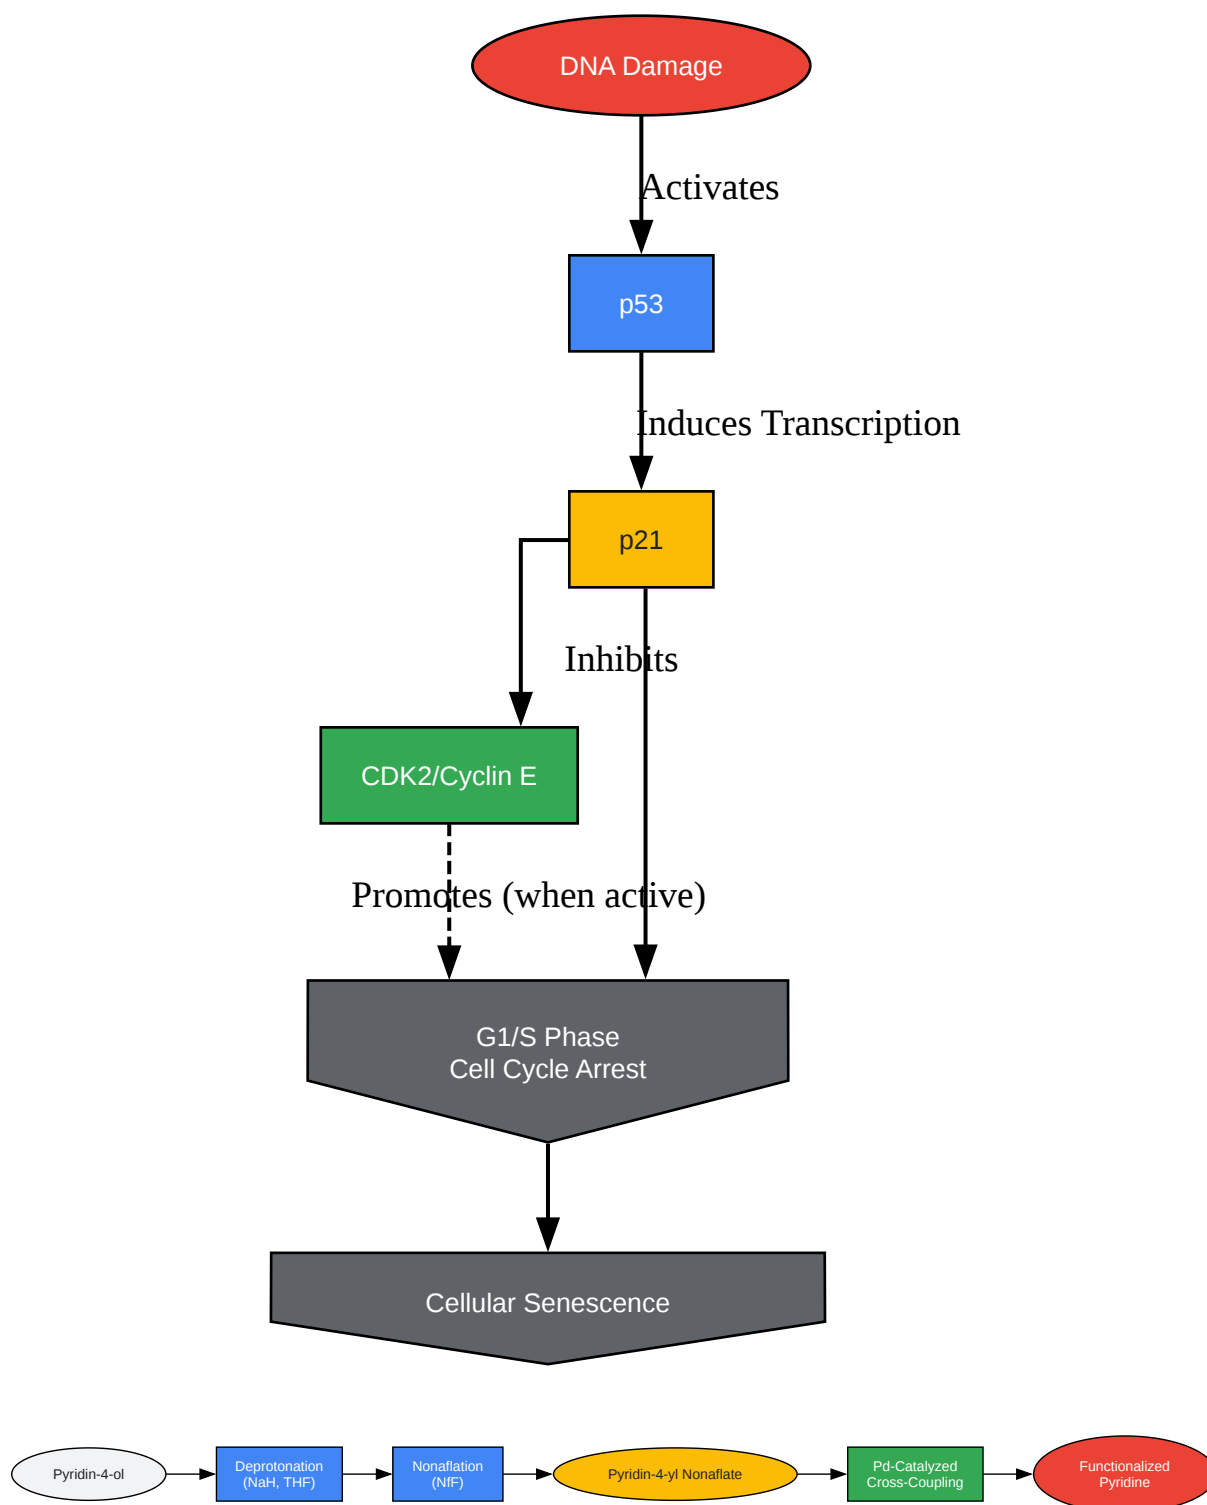 DNA Damage
Activates
p53
Induces Transcription
p21
Inhibits
CDK2/Cyclin E
Promotes (when active)
G1/S Phase
Cell Cycle Arrest
Cellular Senescence
Pyridin-4-ol
Deprotonation
(NaH, THF)
Nonaflation
(NfF)
Pyridin-4-yl Nonaflate
Pd-Catalyzed
Cross-Coupling
Functionalized
Pyridine